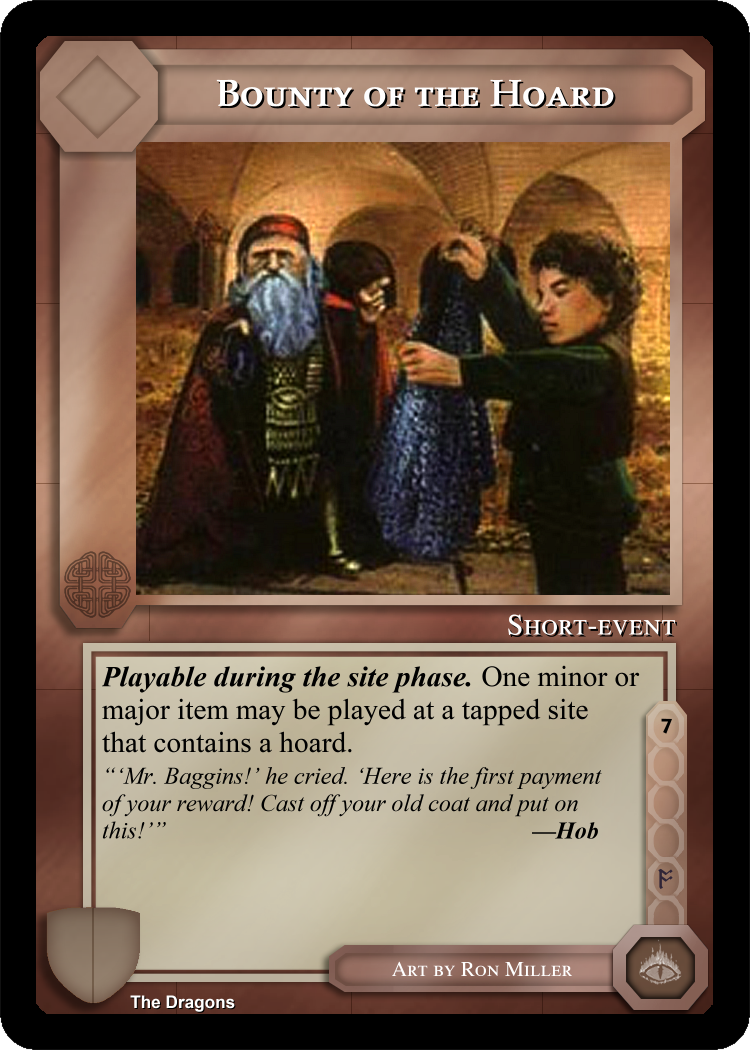 Bounty of the Hoard
Short-event
Playable during the site phase. One minor or
major item may be played at a tapped site
that contains a hoard.
“‘Mr. Baggins!’ he cried. ‘Here is the first payment
of your reward! Cast off your old coat and put on
this!’”
—Hob
7
ᚩ
Art by Ron Miller
The Dragons